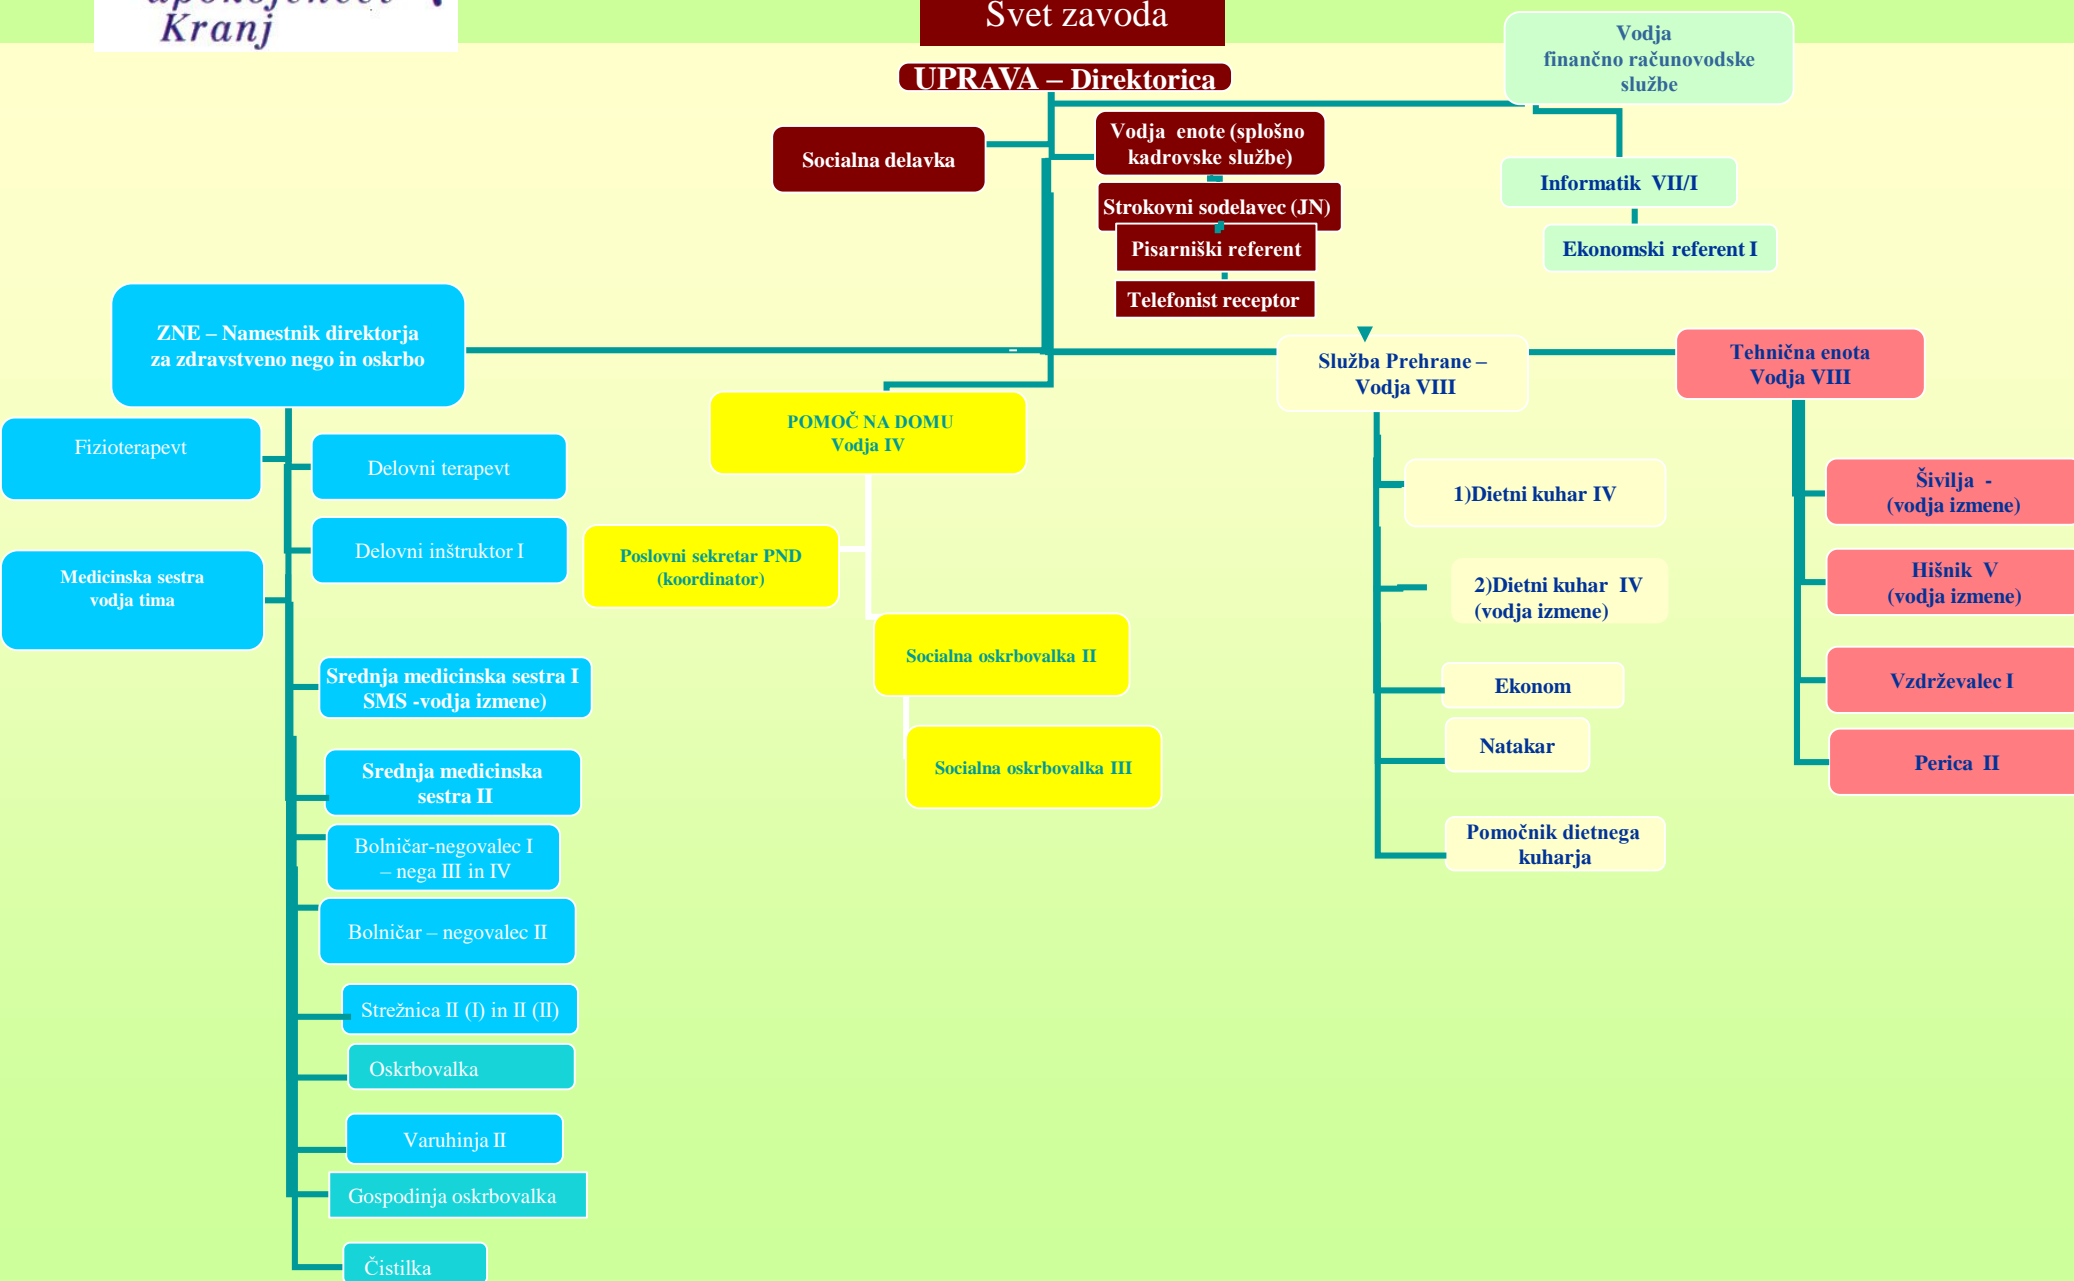 Kranj
Svet zavoda
UPRAVA – Direktorica
Vodja
finančno računovodske
službe
Socialna delavka
Vodja enote (splošno
kadrovske službe)
Strokovni sodelavec (JN)
Pisarniški referent
Telefonist receptor
Informatik VII/I
Ekonomski referent I
ZNE – Namestnik direktorja
za zdravstveno nego in oskrbo
Služba Prehrane –
Vodja VIII
Tehnična enota
Vodja VIII
POMOČ NA DOMU
Vodja IV
Fizioterapevt
Delovni terapevt
Delovni inštruktor I
Medicinska sestra
vodja tima
Srednja medicinska sestra I
SMS -vodja izmene)
Srednja medicinska
sestra II
Bolničar-negovalec I
– nega III in IV
Bolničar – negovalec II
Strežnica II (I) in II (II)
Oskrbovalka
Varuhinja II
Gospodinja oskrbovalka
Čistilka
Poslovni sekretar PND
(koordinator)
Socialna oskrbovalka II
Socialna oskrbovalka III
1)Dietni kuhar IV
2)Dietni kuhar IV
(vodja izmene)
Ekonom
Natakar
Pomočnik dietnega
kuharja
Šivilja -
(vodja izmene)
Hišnik V
(vodja izmene)
Vzdrževalec I
Perica II